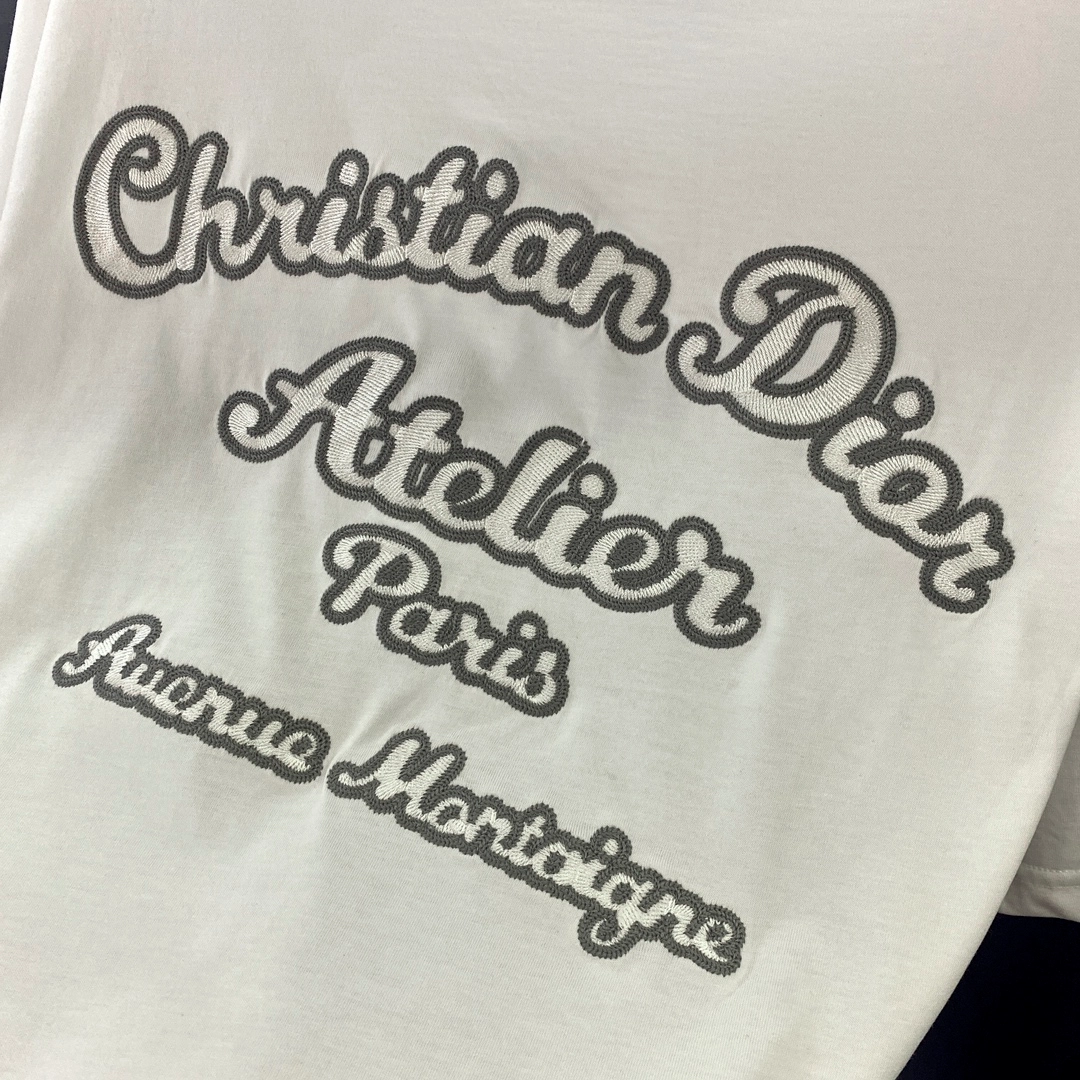 Christian Dior
Atelier
Paris
Avenue Montaigne